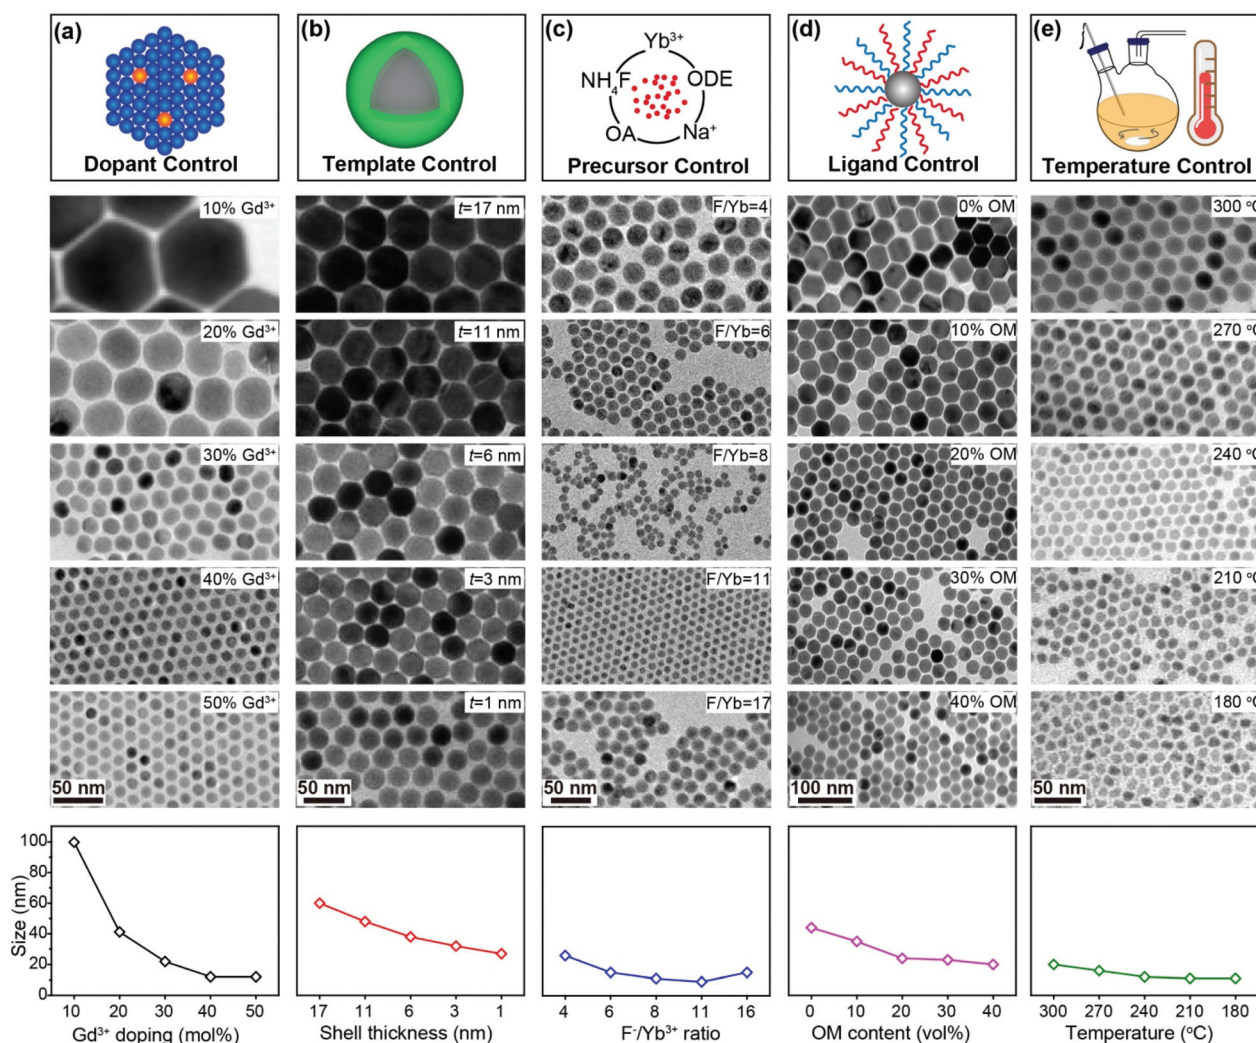 (a)
Dopant Control
(b)
Template Control
(c)
Yb³⁺
NH₄F
ODE
OA
Na⁺
Precursor Control
(d)
Ligand Control
(e)
Temperature Control
10% Gd³⁺
t=17 nm
F/Yb=4
0% OM
300 °C
20% Gd³⁺
t=11 nm
F/Yb=6
10% OM
270 °C
30% Gd³⁺
t=6 nm
F/Yb=8
20% OM
240 °C
40% Gd³⁺
t=3 nm
F/Yb=11
30% OM
210 °C
50% Gd³⁺
t=1 nm
F/Yb=17
40% OM
180 °C
50 nm
50 nm
50 nm
100 nm
50 nm
Size (nm)
100
80
60
40
20
0
10 20 30 40 50
Gd³⁺ doping (mol%)
17 11 6 3 1
Shell thickness (nm)
4 6 8 11 16
F⁻/Yb³⁺ ratio
0 10 20 30 40
OM content (vol%)
300 270 240 210 180
Temperature (°C)